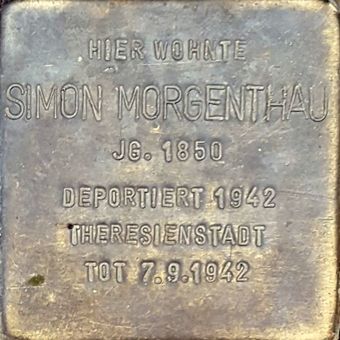 HIER WOHNTE
SIMON MORGENTHAU
JG. 1850
DEPORTIERT 1942
THERESIENSTADT
TOT 7.9.1942